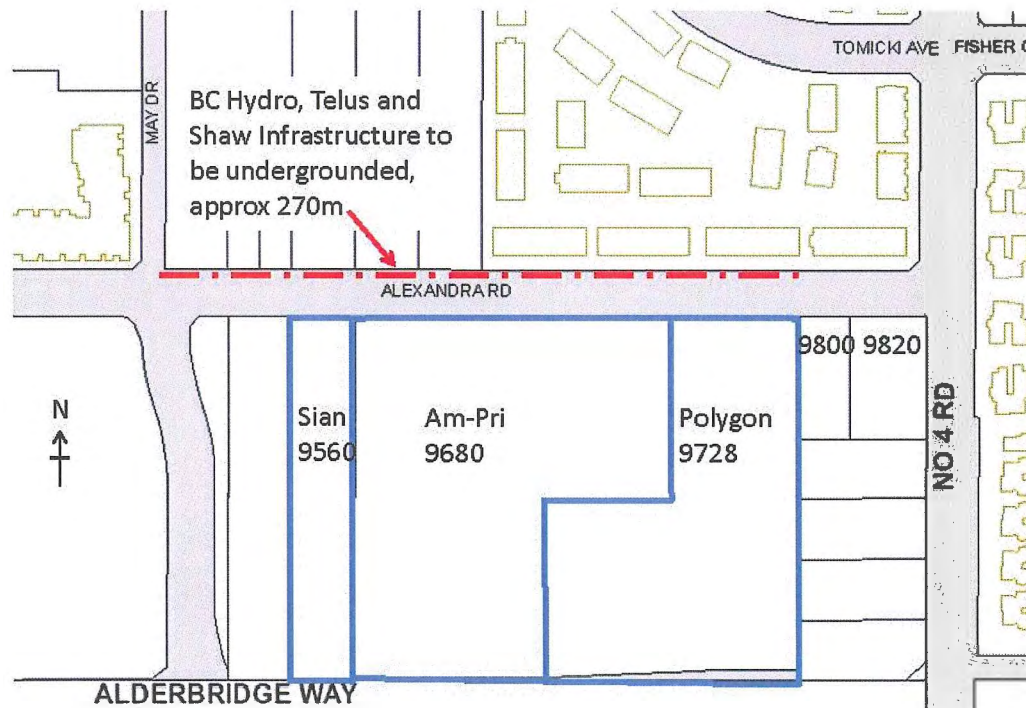 TOMICKI AVE FISHER
MAY DR
BC Hydro, Telus and
Shaw Infrastructure to
be undergrounded,
approx 270m
ALEXANDRA RD
9800 9820
N
Sian
9560
Am-Pri
9680
Polygon
9728
NO 4 RD
ALDERBRIDGE WAY